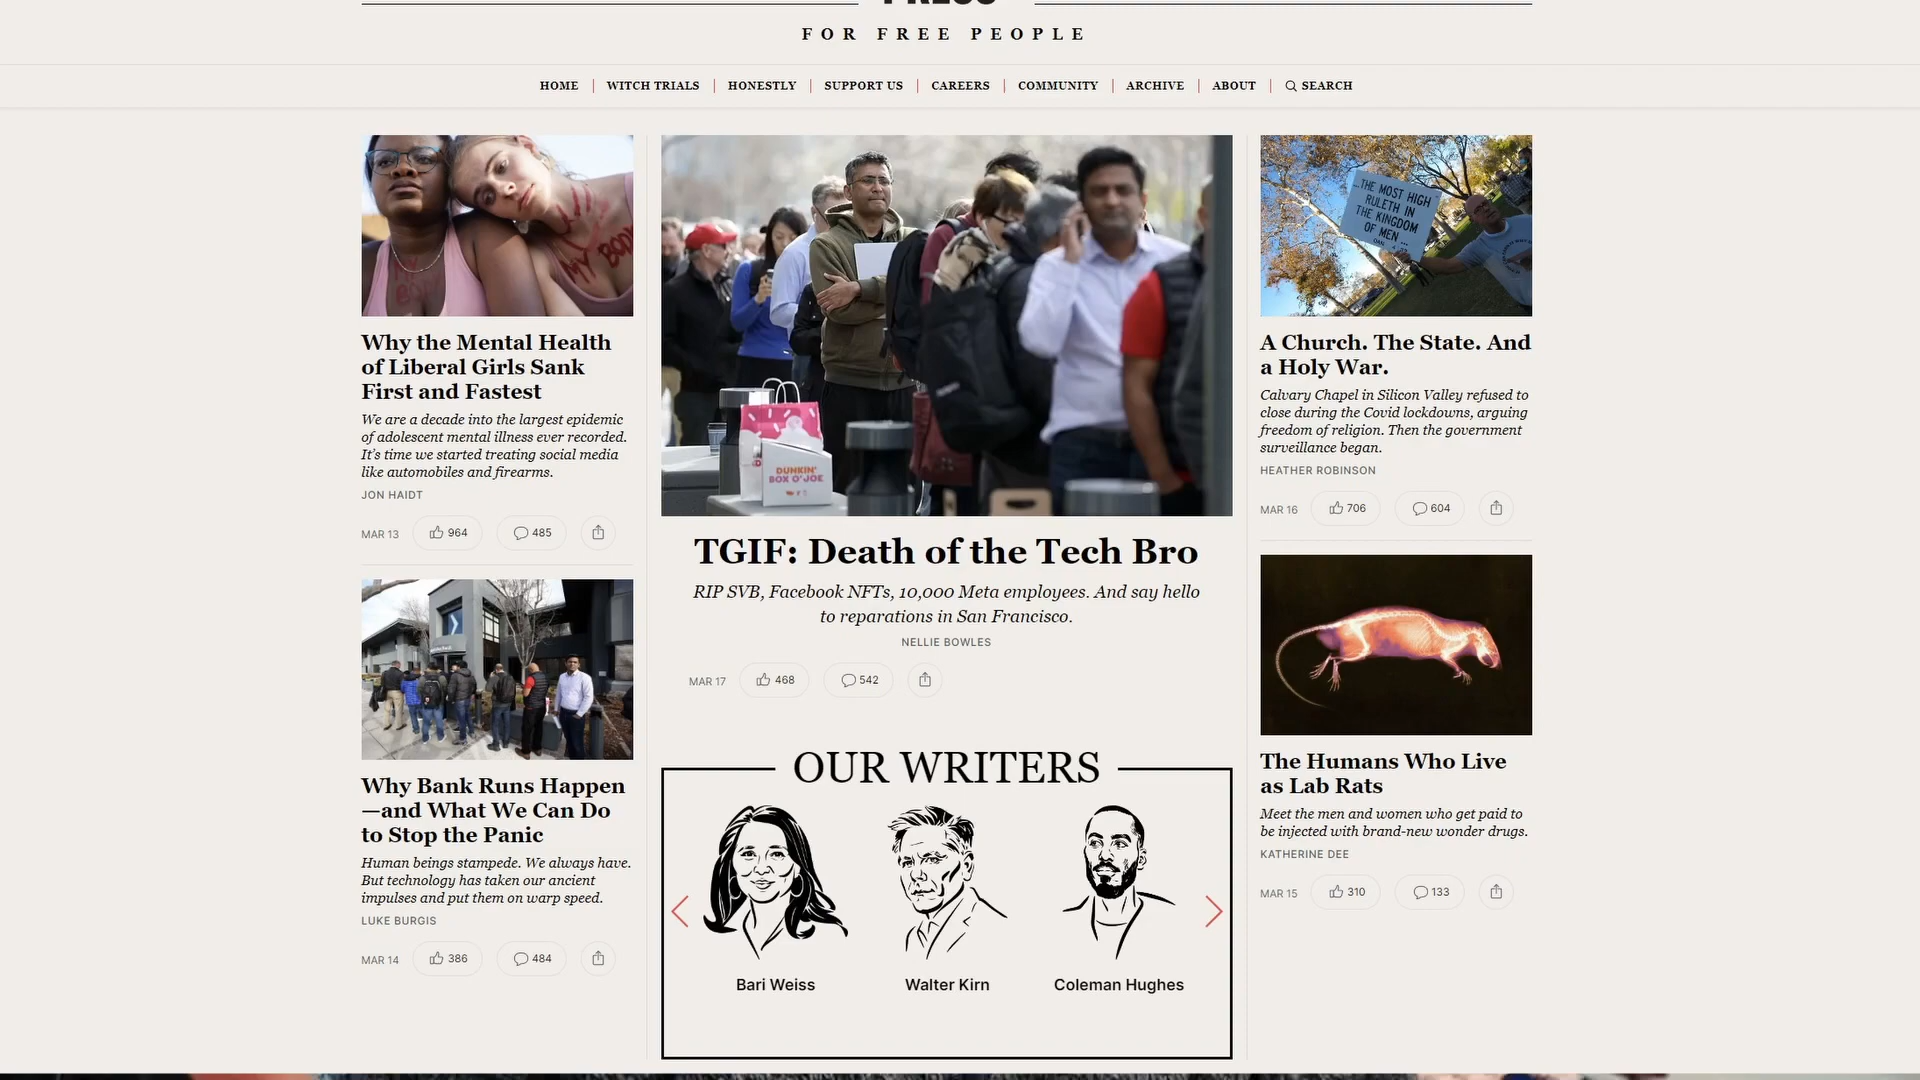 FOR FREE PEOPLE
HOME
WITCH TRIALS
HONESTLY
SUPPORT US
CAREERS
COMMUNITY
ARCHIVE
ABOUT
SEARCH
Why the Mental Health
of Liberal Girls Sank
First and Fastest
We are a decade into the largest epidemic
of adolescent mental illness ever recorded.
It's time we started treating social media
like automobiles and firearms.
JON HAIDT
MAR 13
964
485
Why Bank Runs Happen
—and What We Can Do
to Stop the Panic
Human beings stampede. We always have.
But technology has taken our ancient
impulses and put them on warp speed.
LUKE BURGIS
MAR 14
386
484
DUNKIN'
BOX O'JOE
TGIF: Death of the Tech Bro
RIP SVB, Facebook NFTs, 10,000 Meta employees. And say hello
to reparations in San Francisco.
NELLIE BOWLES
MAR 17
468
542
OUR WRITERS
Bari Weiss
Walter Kirn
Coleman Hughes
...THE MOST HIGH
RULETH IN
THE KINGDOM
OF MEN ...
A Church. The State. And
a Holy War.
Calvary Chapel in Silicon Valley refused to
close during the Covid lockdowns, arguing
freedom of religion. Then the government
surveillance began.
HEATHER ROBINSON
MAR 16
706
604
The Humans Who Live
as Lab Rats
Meet the men and women who get paid to
be injected with brand-new wonder drugs.
KATHERINE DEE
MAR 15
310
133